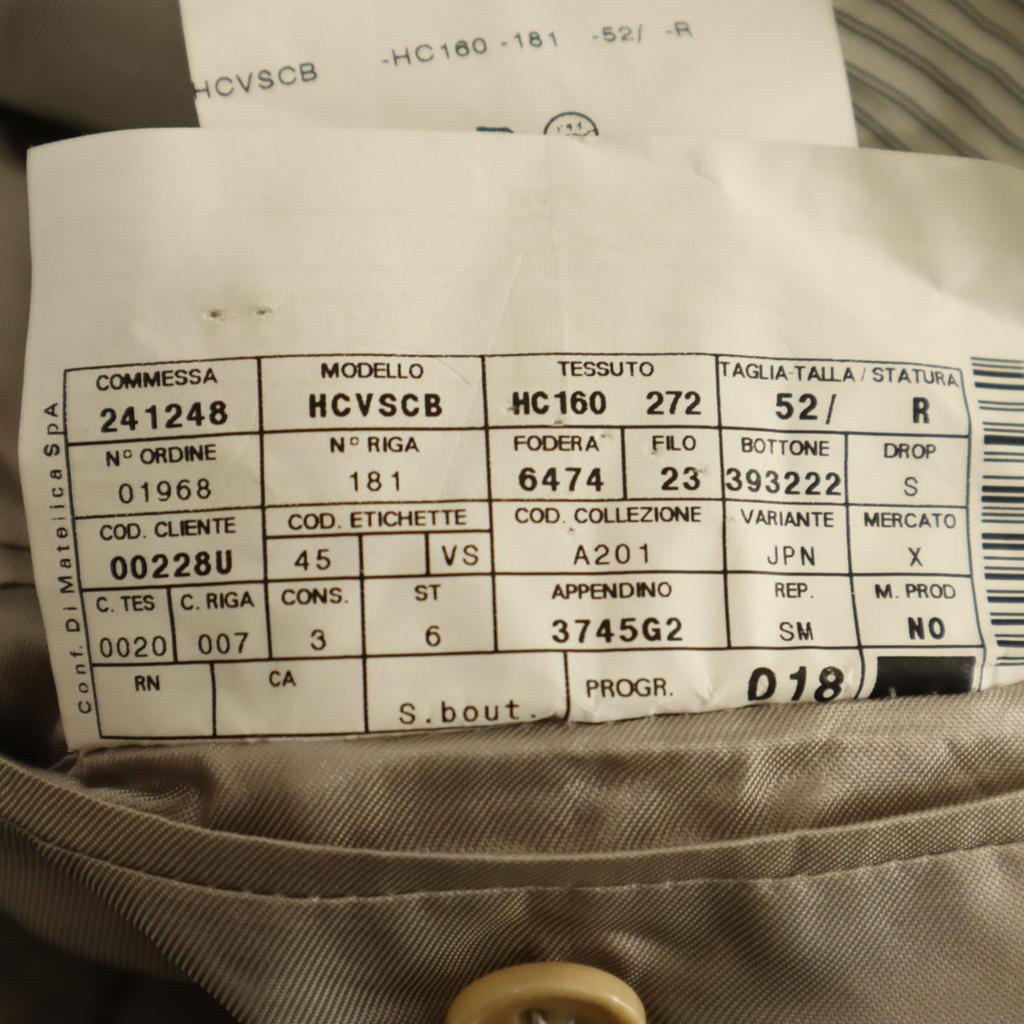 HCVSCB -HC160 -181 -52/ -R
Conf. Di Matelica SpA
COMMESSA MODELLO TESSUTO TAGLIA-TALLA / STATURA
241248 HCVSCB HC160 272 52/ R
N° ORDINE N° RIGA FODERA FILO BOTTONE DROP
01968 181 6474 23 393222 S
COD. CLIENTE COD. ETICHETTE COD. COLLEZIONE VARIANTE MERCATO
00228U 45 VS A201 JPN X
C. TES C. RIGA CONS. ST APPENDINO REP. M. PROD
0020 007 3 6 3745G2 SM NO
RN CA S.bout. PROGR. 018